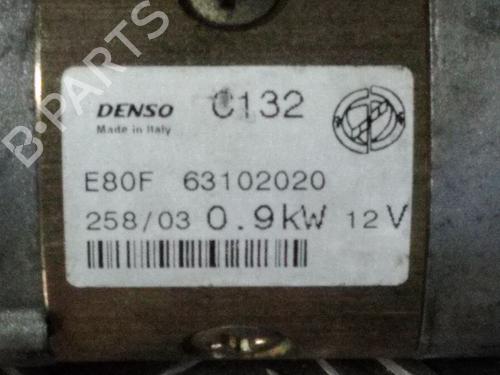 B-PARTS
DENSO C132
Made in Italy
E80F 63102020
258/03 0.9kW 12V